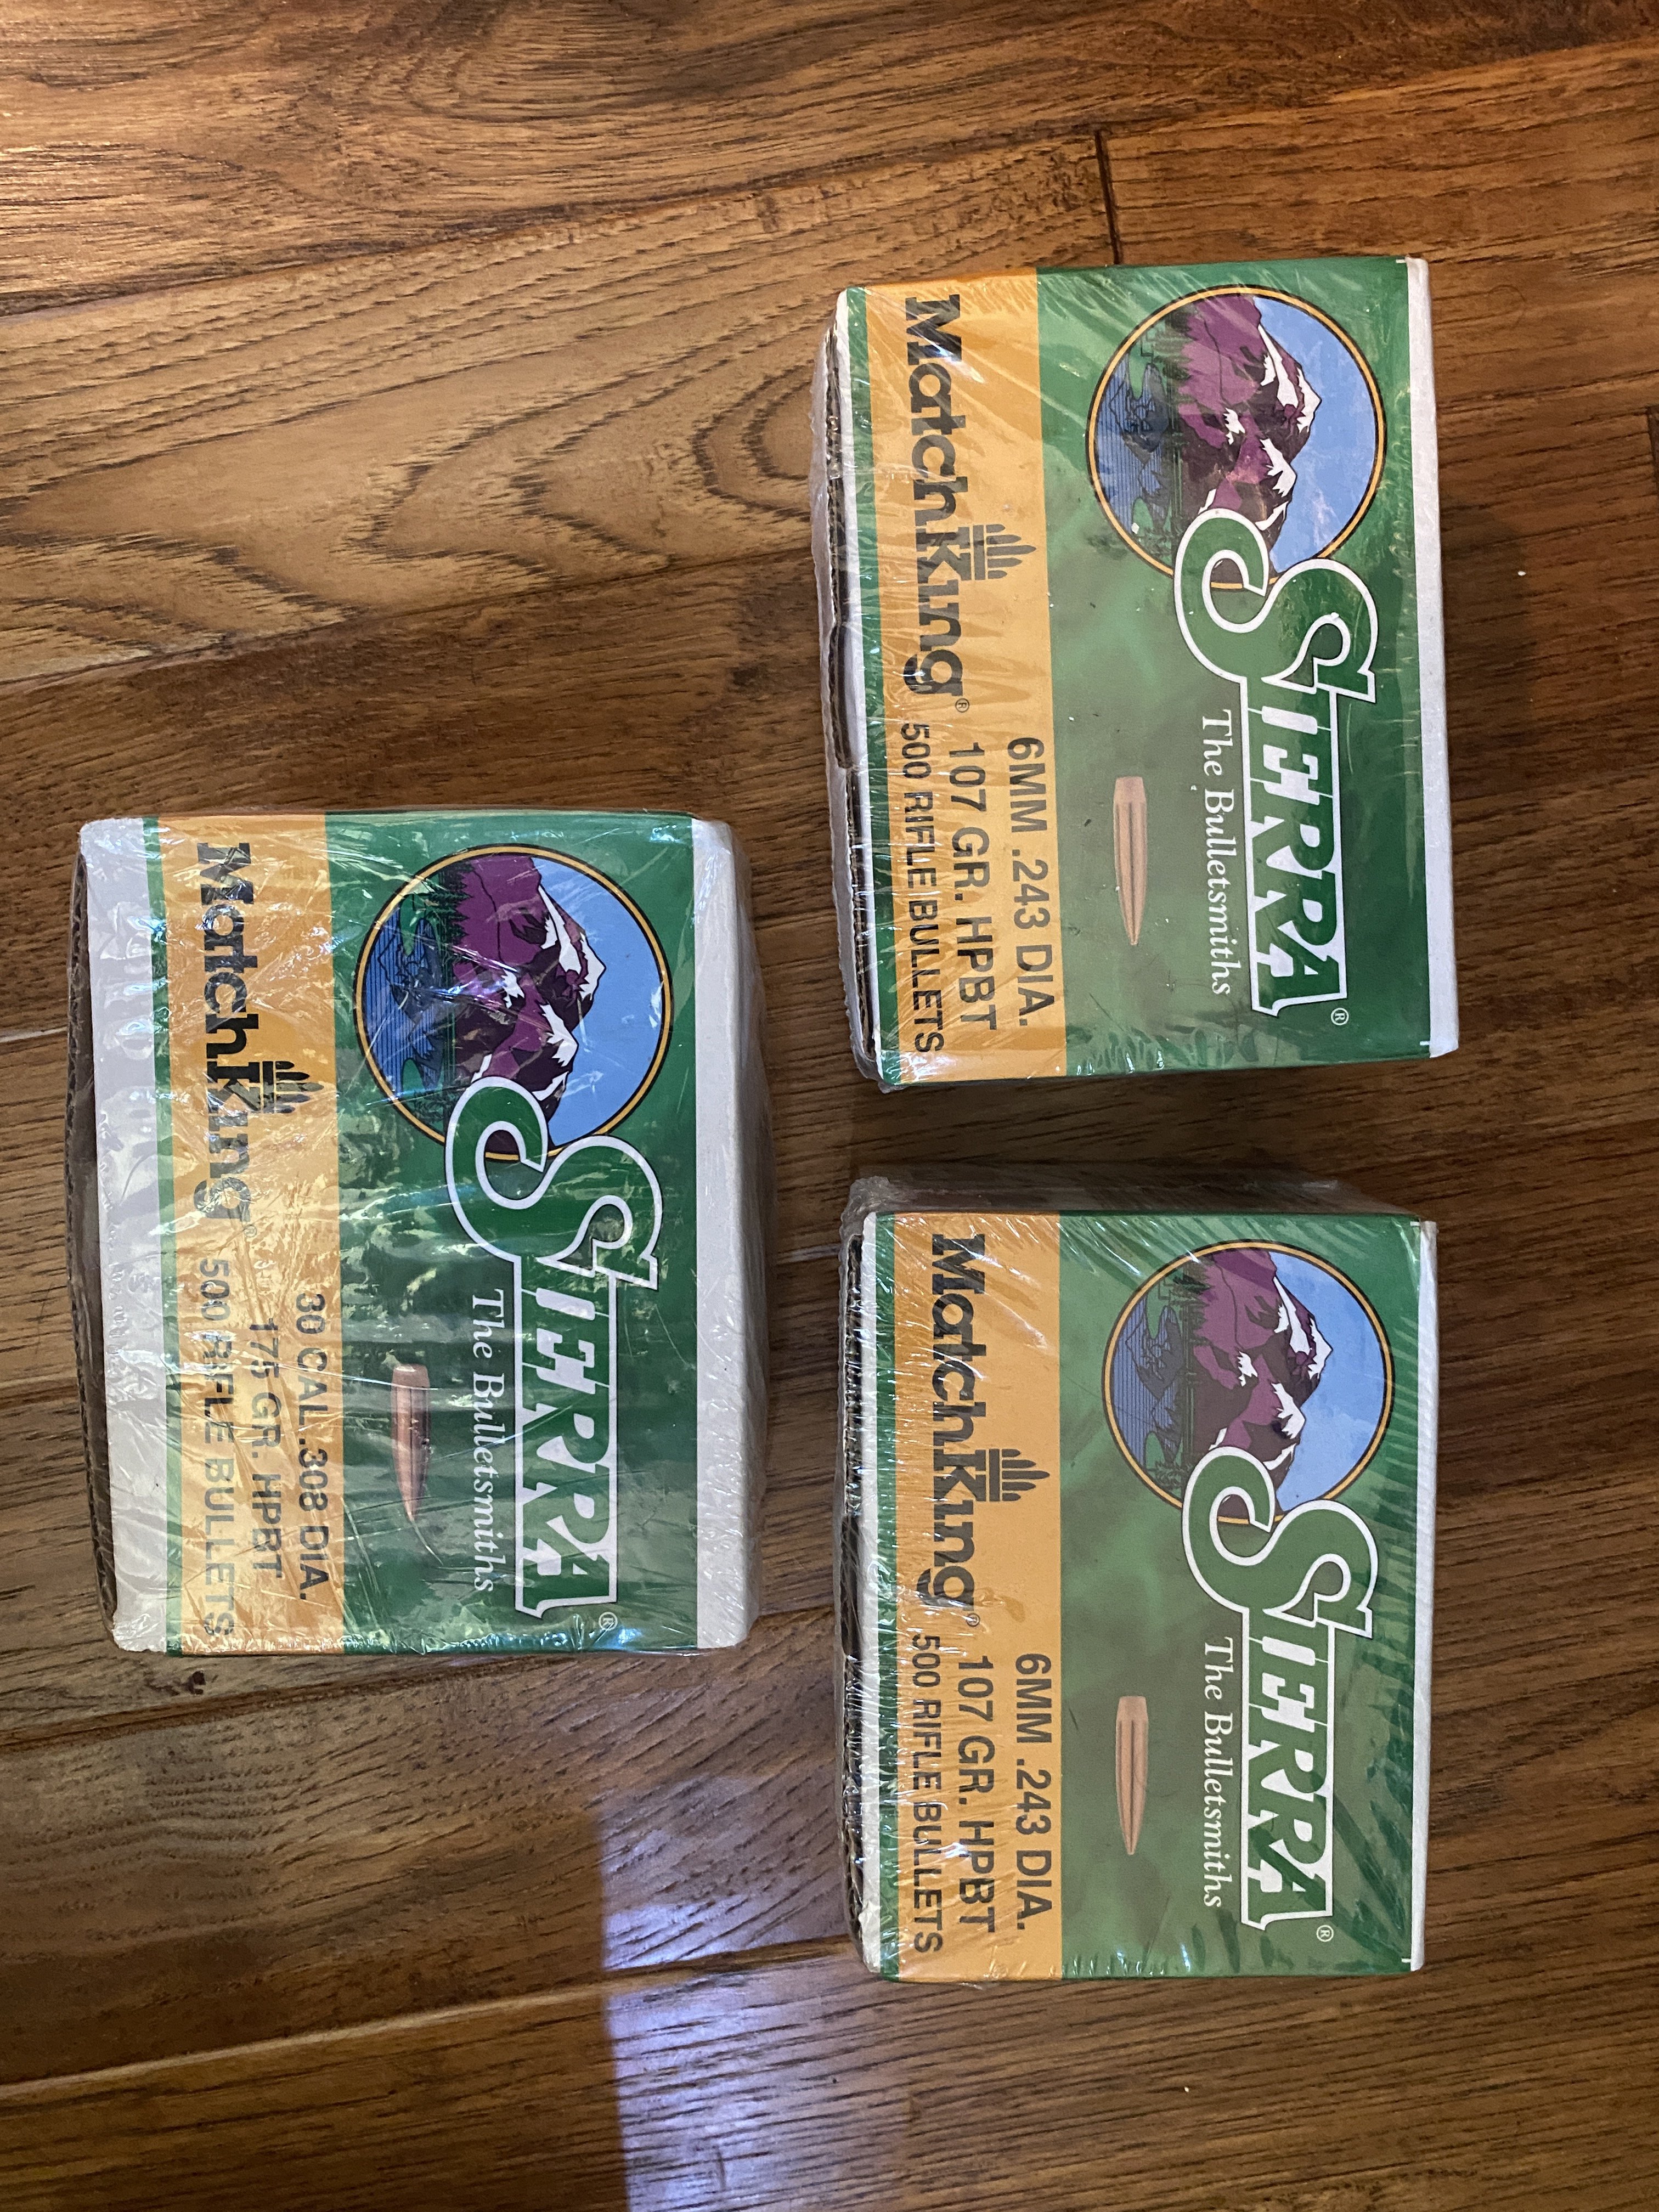 SIERRA®
The Bulletsmiths
6MM .243 DIA.
MatchKing® 107 GR. HPBT
500 RIFLE BULLETS
SIERRA®
The Bulletsmiths
6MM .243 DIA.
MatchKing® 107 GR. HPBT
500 RIFLE BULLETS
SIERRA®
The Bulletsmiths
30 CAL .308 DIA.
MatchKing® 175 GR. HPBT
500 RIFLE BULLETS